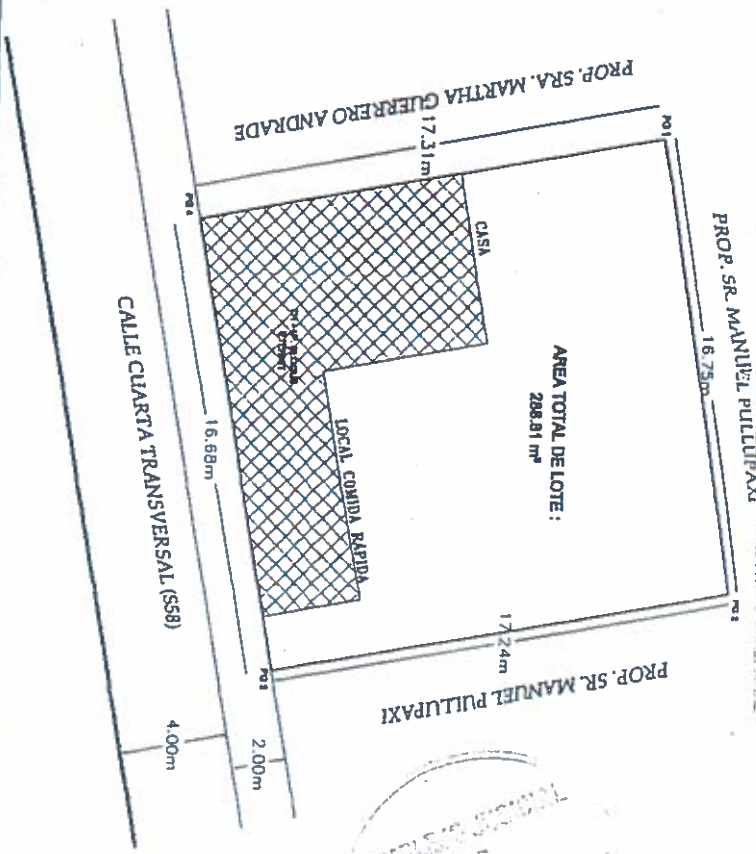 PROP. SRA. MARTHA GUERRERO ANDRADE
17.31m
PROP. SR. MANUEL PULLUPAXI
16.75m
CASA
AREA TOTAL DE LOTE :
288.81 m²
LOCAL COMIDA RAPIDA
17.24m
PROP. SR. MANUEL PULLUPAXI
16.68m
CALLE CUARTA TRANSVERSAL (S58)
2.00m
4.00m